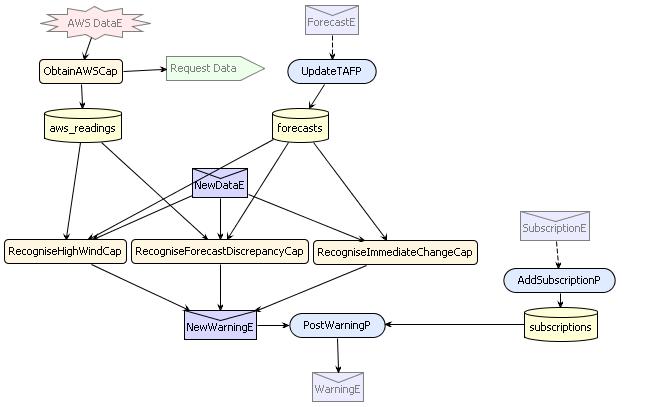 AWS DataE
ForecastE
ObtainAWSCap
Request Data
UpdateTAFP
aws_readings
forecasts
NewDataE
SubscriptionE
RecogniseHighWindCap
RecogniseForecastDiscrepancyCap
RecogniseImmediateChangeCap
AddSubscriptionP
NewWarningE
PostWarningP
subscriptions
WarningE